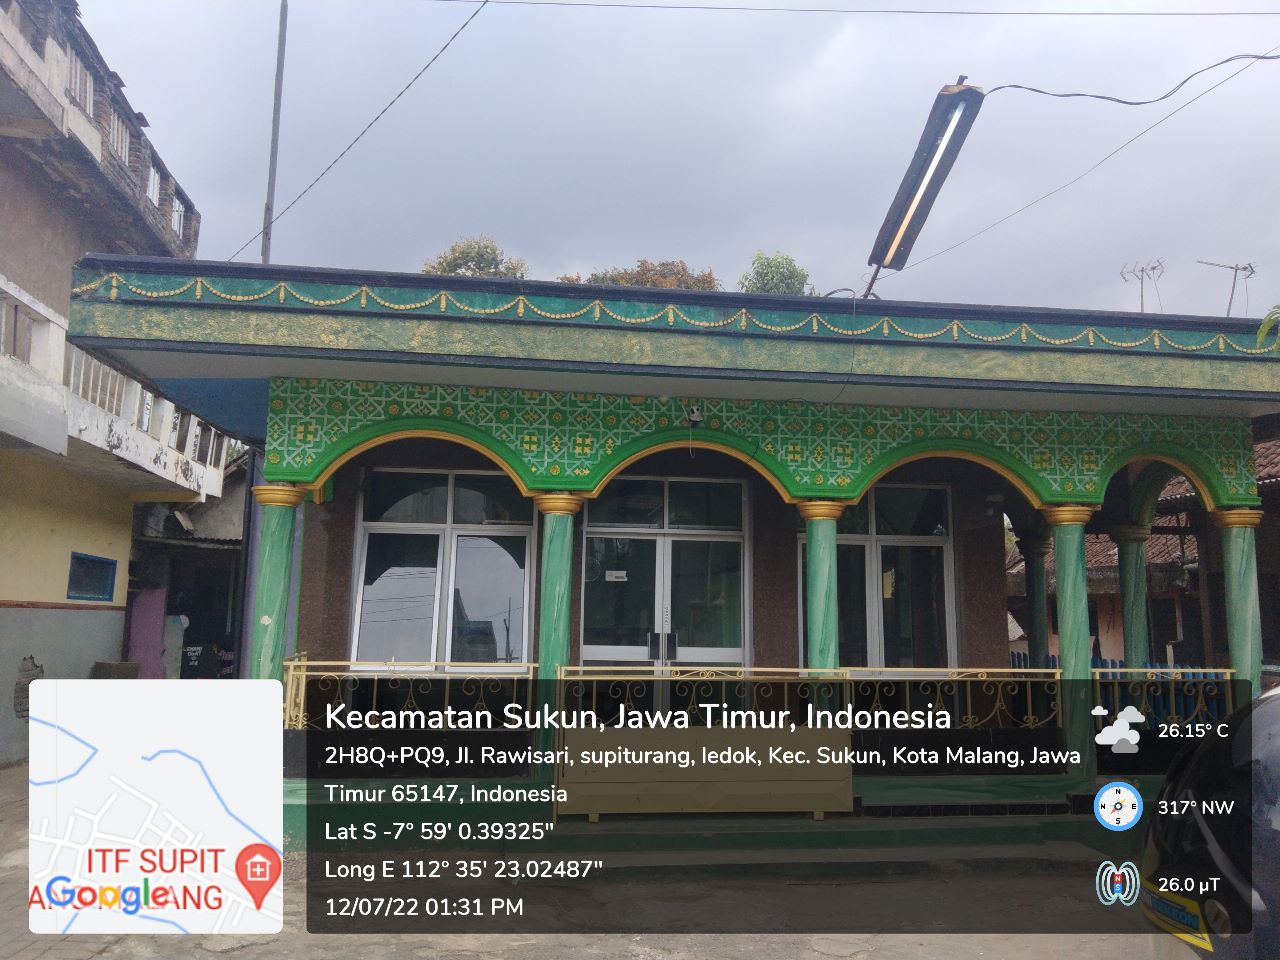 Kecamatan Sukun, Jawa Timur, Indonesia
2H8Q+PQ9, Jl. Rawisari, supiturang, ledok, Kec. Sukun, Kota Malang, Jawa
Timur 65147, Indonesia
Lat S -7° 59' 0.39325"
Long E 112° 35' 23.02487"
12/07/22 01:31 PM
26.15° C
317° NW
26.0 µT
N
W E
S
N
S
ITF SUPIT
ANG
Google